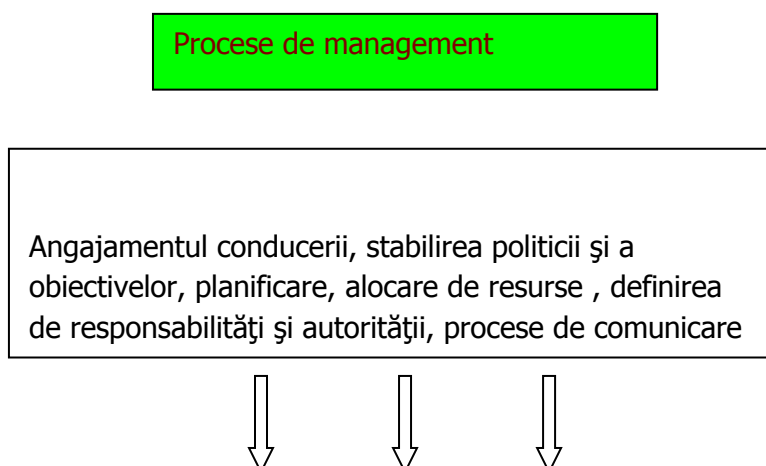 Procese de management
Angajamentul conducerii, stabilirea politicii şi a
obiectivelor, planificare, alocare de resurse , definirea
de responsabilităţi şi autorităţii, procese de comunicare